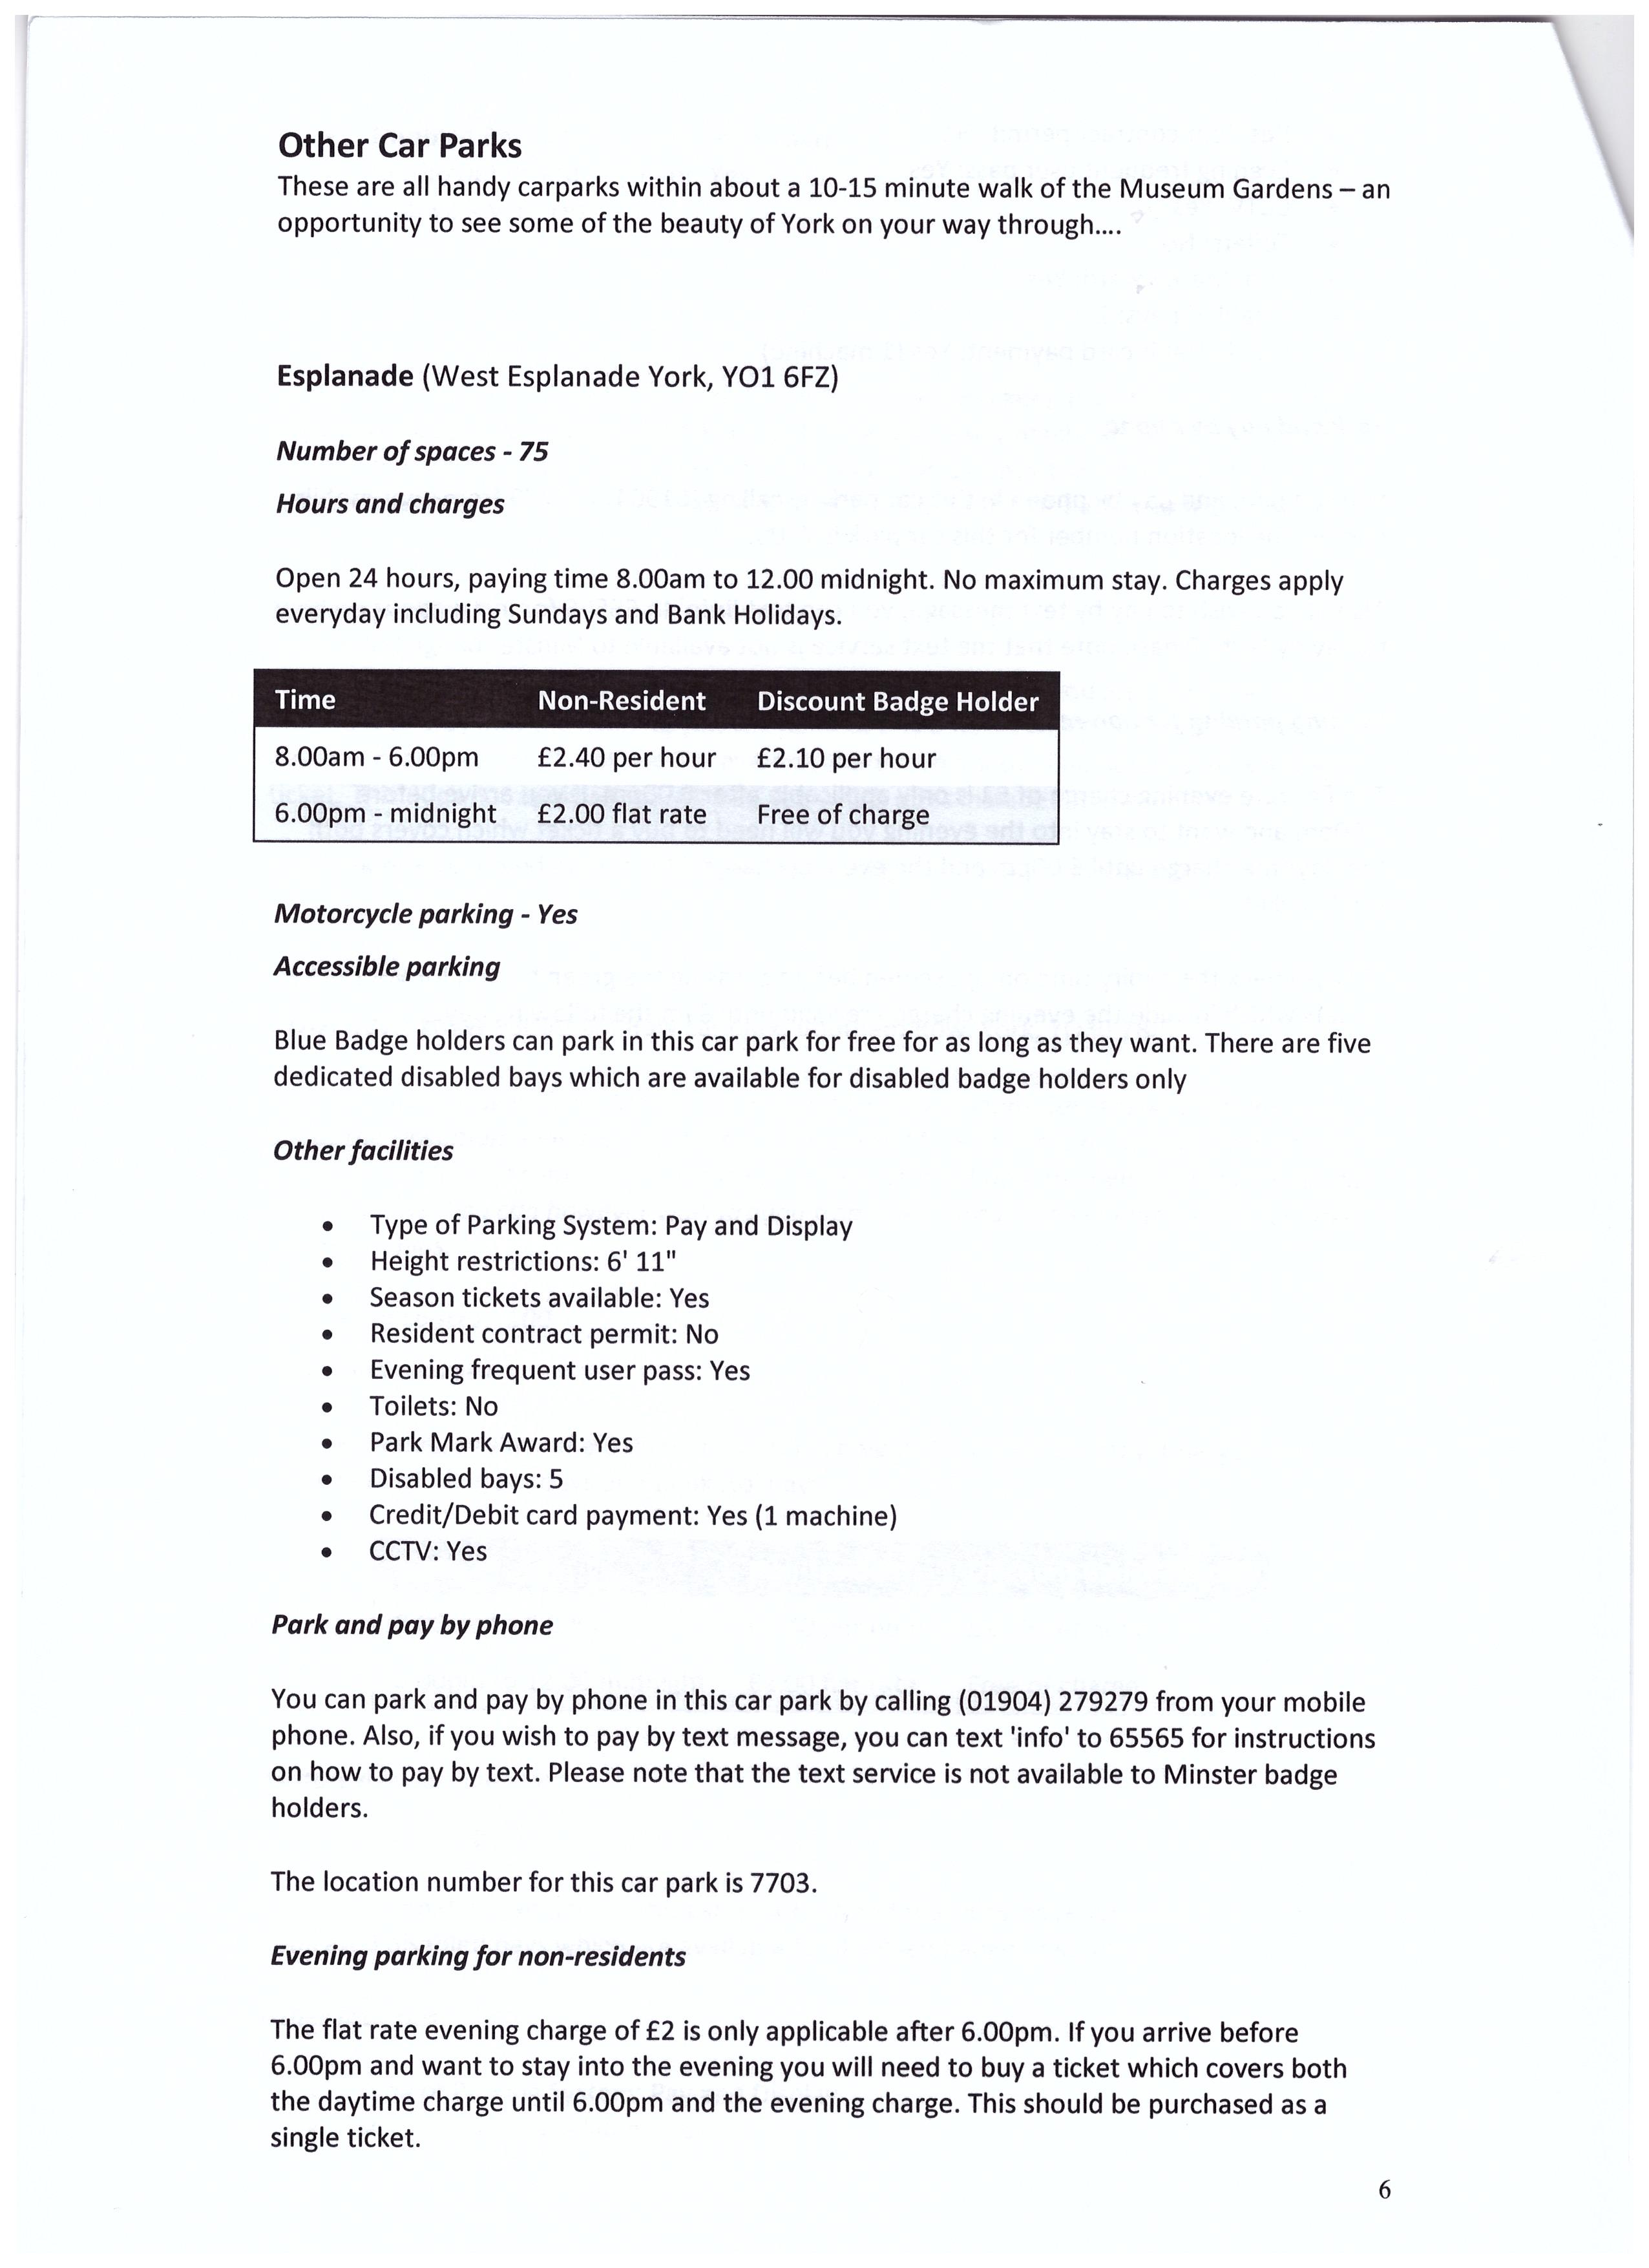 Other Car Parks
These are all handy carparks within about a 10-15 minute walk of the Museum Gardens – an
opportunity to see some of the beauty of York on your way through....
Esplanade (West Esplanade York, YO1 6FZ)
Number of spaces - 75
Hours and charges
Open 24 hours, paying time 8.00am to 12.00 midnight. No maximum stay. Charges apply
everyday including Sundays and Bank Holidays.
Time Non-Resident Discount Badge Holder
8.00am - 6.00pm £2.40 per hour £2.10 per hour
6.00pm - midnight £2.00 flat rate Free of charge
Motorcycle parking - Yes
Accessible parking
Blue Badge holders can park in this car park for free for as long as they want. There are five
dedicated disabled bays which are available for disabled badge holders only
Other facilities
• Type of Parking System: Pay and Display
• Height restrictions: 6' 11"
• Season tickets available: Yes
• Resident contract permit: No
• Evening frequent user pass: Yes
• Toilets: No
• Park Mark Award: Yes
• Disabled bays: 5
• Credit/Debit card payment: Yes (1 machine)
• CCTV: Yes
Park and pay by phone
You can park and pay by phone in this car park by calling (01904) 279279 from your mobile
phone. Also, if you wish to pay by text message, you can text 'info' to 65565 for instructions
on how to pay by text. Please note that the text service is not available to Minster badge
holders.
The location number for this car park is 7703.
Evening parking for non-residents
The flat rate evening charge of £2 is only applicable after 6.00pm. If you arrive before
6.00pm and want to stay into the evening you will need to buy a ticket which covers both
the daytime charge until 6.00pm and the evening charge. This should be purchased as a
single ticket.
6